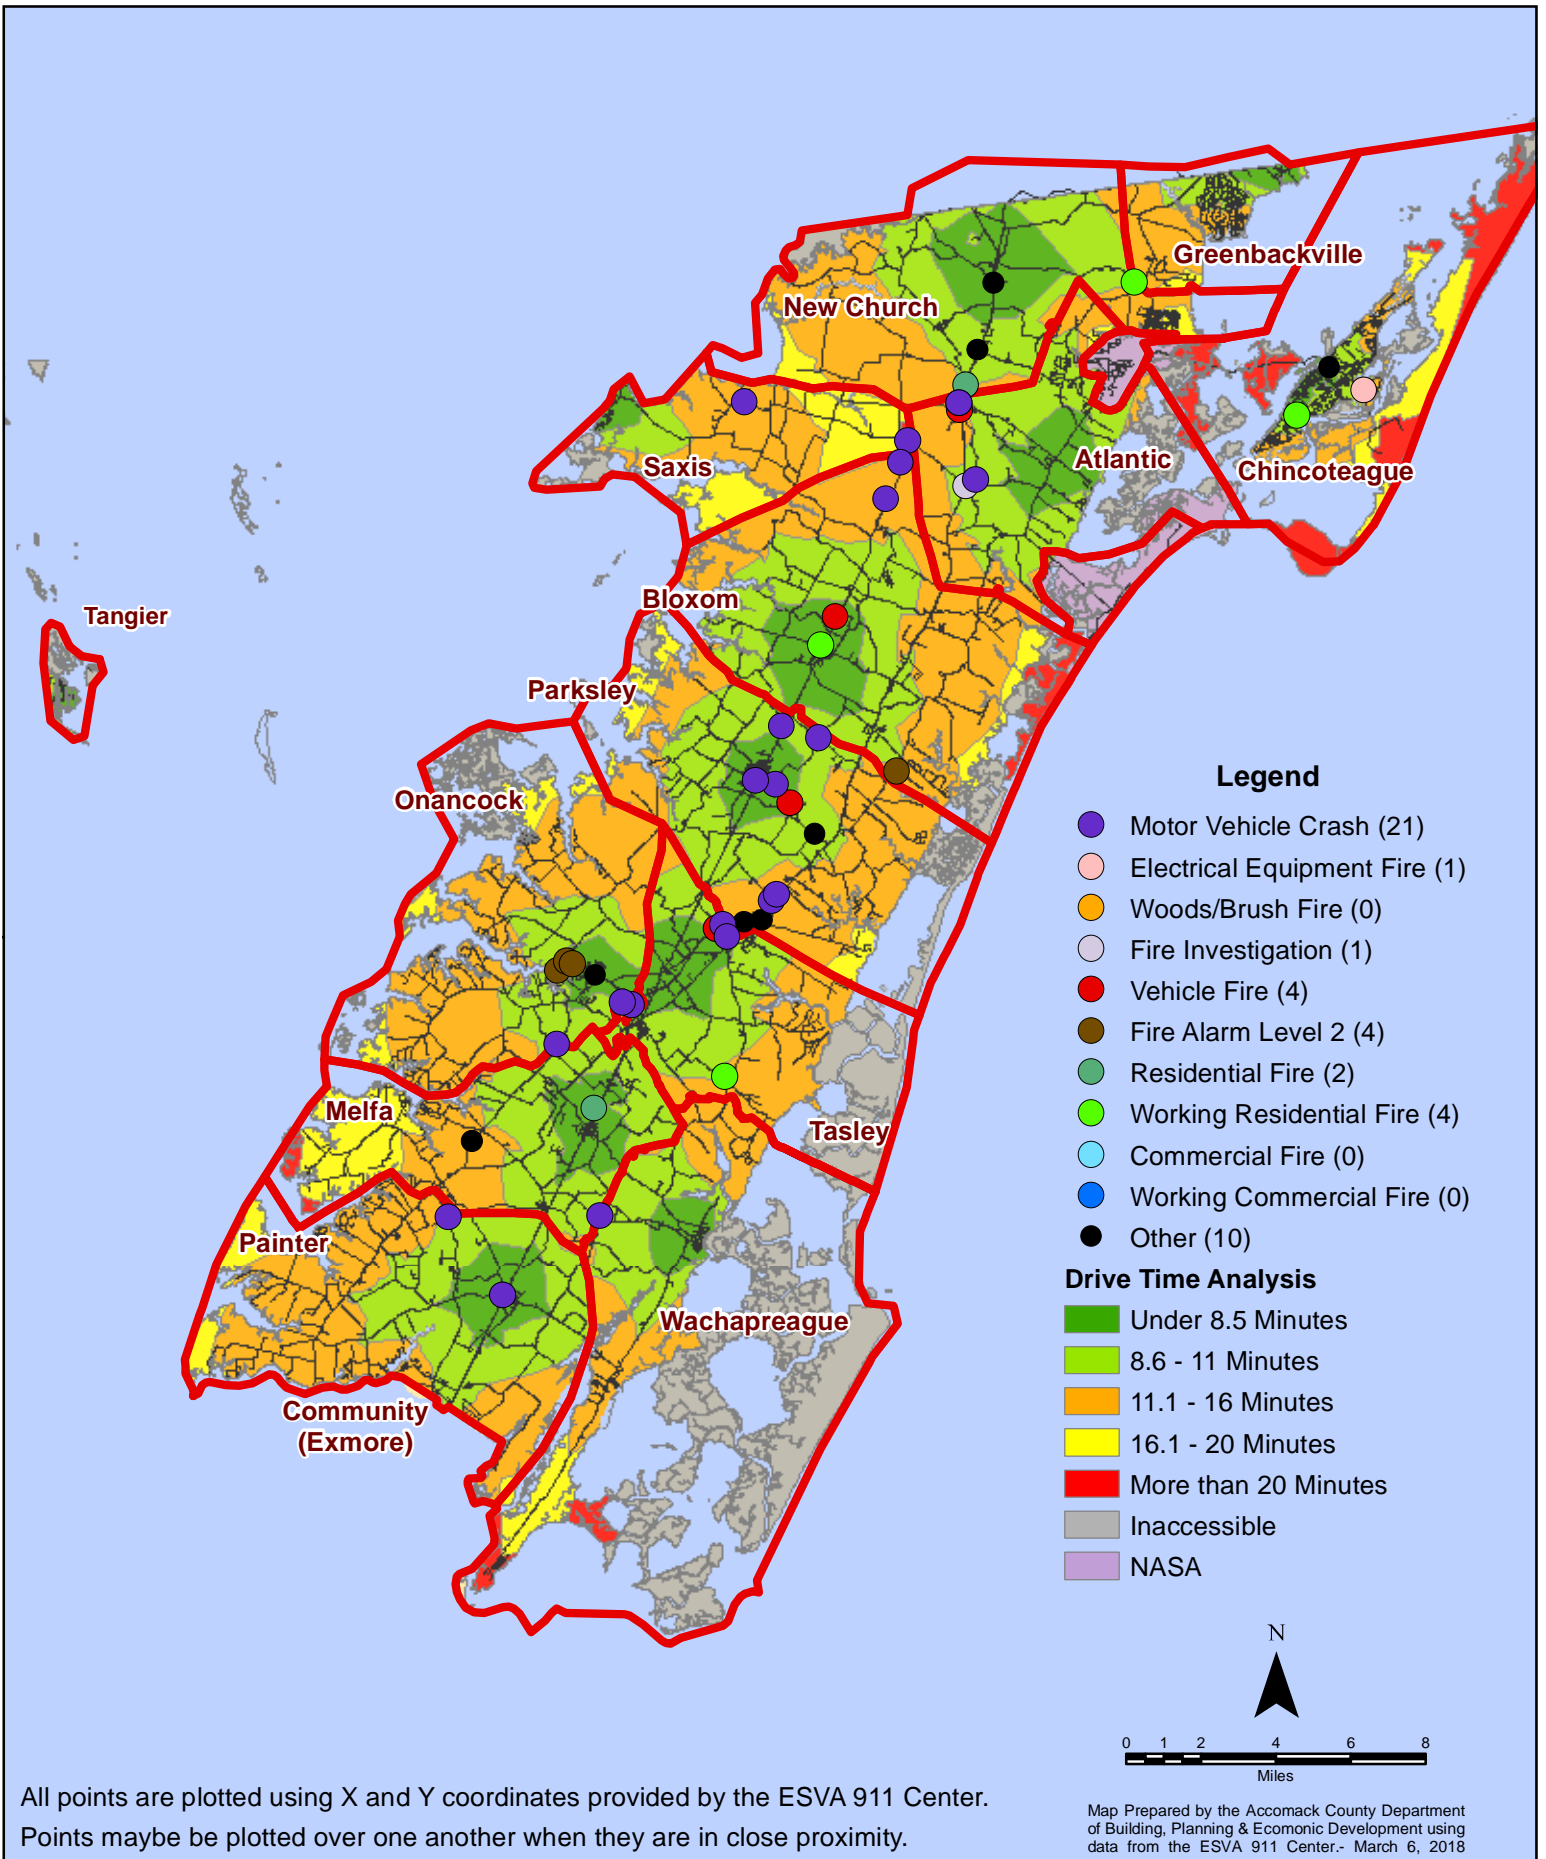 Greenbackville
New Church
Atlantic
Saxis
Chincoteague
Bloxom
Tangier
Parksley
Onancock
Melfa
Tasley
Painter
Wachapreague
Community
(Exmore)
Legend
Motor Vehicle Crash (21)
Electrical Equipment Fire (1)
Woods/Brush Fire (0)
Fire Investigation (1)
Vehicle Fire (4)
Fire Alarm Level 2 (4)
Residential Fire (2)
Working Residential Fire (4)
Commercial Fire (0)
Working Commercial Fire (0)
Other (10)
Drive Time Analysis
Under 8.5 Minutes
8.6 - 11 Minutes
11.1 - 16 Minutes
16.1 - 20 Minutes
More than 20 Minutes
Inaccessible
NASA
N
0 1 2 4 6 8
Miles
All points are plotted using X and Y coordinates provided by the ESVA 911 Center.
Points maybe be plotted over one another when they are in close proximity.
Map Prepared by the Accomack County Department
of Building, Planning & Ecomonic Development using
data from the ESVA 911 Center.- March 6, 2018